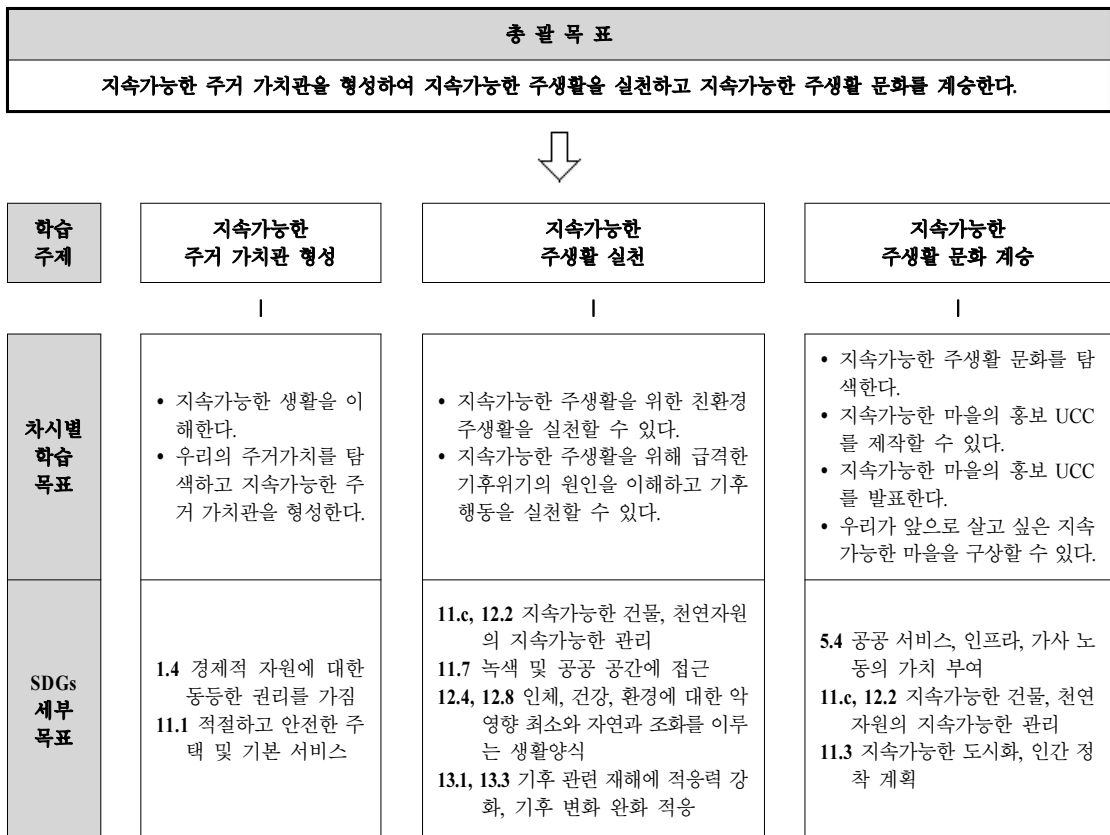 총 괄 목 표
지속가능한 주거 가치관을 형성하여 지속가능한 주생활을 실천하고 지속가능한 주생활 문화를 계승한다.
학습
주제
지속가능한
주거 가치관 형성
지속가능한
주생활 실천
지속가능한
주생활 문화 계승
차시별
학습
목표
• 지속가능한 생활을 이
해한다.
• 우리의 주거가치를 탐
색하고 지속가능한 주
거 가치관을 형성한다.
• 지속가능한 주생활을 위한 친환경
주생활을 실천할 수 있다.
• 지속가능한 주생활을 위해 급격한
기후위기의 원인을 이해하고 기후
행동을 실천할 수 있다.
• 지속가능한 주생활 문화를 탐
색한다.
• 지속가능한 마을의 홍보 UCC
를 제작할 수 있다.
• 지속가능한 마을의 홍보 UCC
를 발표한다.
• 우리가 앞으로 살고 싶은 지속
가능한 마을을 구상할 수 있다.
SDGs
세부
목표
1.4 경제적 자원에 대한
동등한 권리를 가짐
11.1 적절하고 안전한 주
택 및 기본 서비스
11.c, 12.2 지속가능한 건물, 천연자원
의 지속가능한 관리
11.7 녹색 및 공공 공간에 접근
12.4, 12.8 인체, 건강, 환경에 대한 악
영향 최소와 자연과 조화를 이루
는 생활양식
13.1, 13.3 기후 관련 재해에 적응력 강
화, 기후 변화 완화 적응
5.4 공공 서비스, 인프라, 가사 노
동의 가치 부여
11.c, 12.2 지속가능한 건물, 천연
자원의 지속가능한 관리
11.3 지속가능한 도시화, 인간 정
착 계획